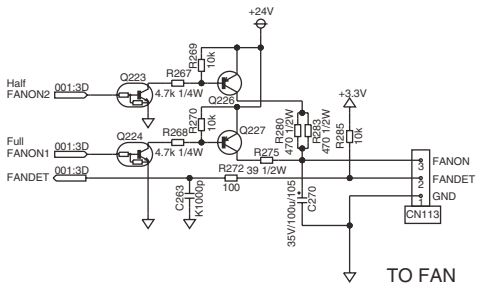 +24V
R269
10k
Q223
R267
Half
FANON2
001:3D
4.7k 1/4W
Q226
+3.3V
R270
10k
Q227
R280
470 1/2W
R283
470 1/2W
R285
10k
Full
FANON1
001:3D
Q224
R268
4.7k 1/4W
R275
39 1/2W
FANDET
001:3D
R272
100
C263
K1000p
35V/100u/105
C270
3
FANON
2
FANDET
1
GND
CN113
TO FAN